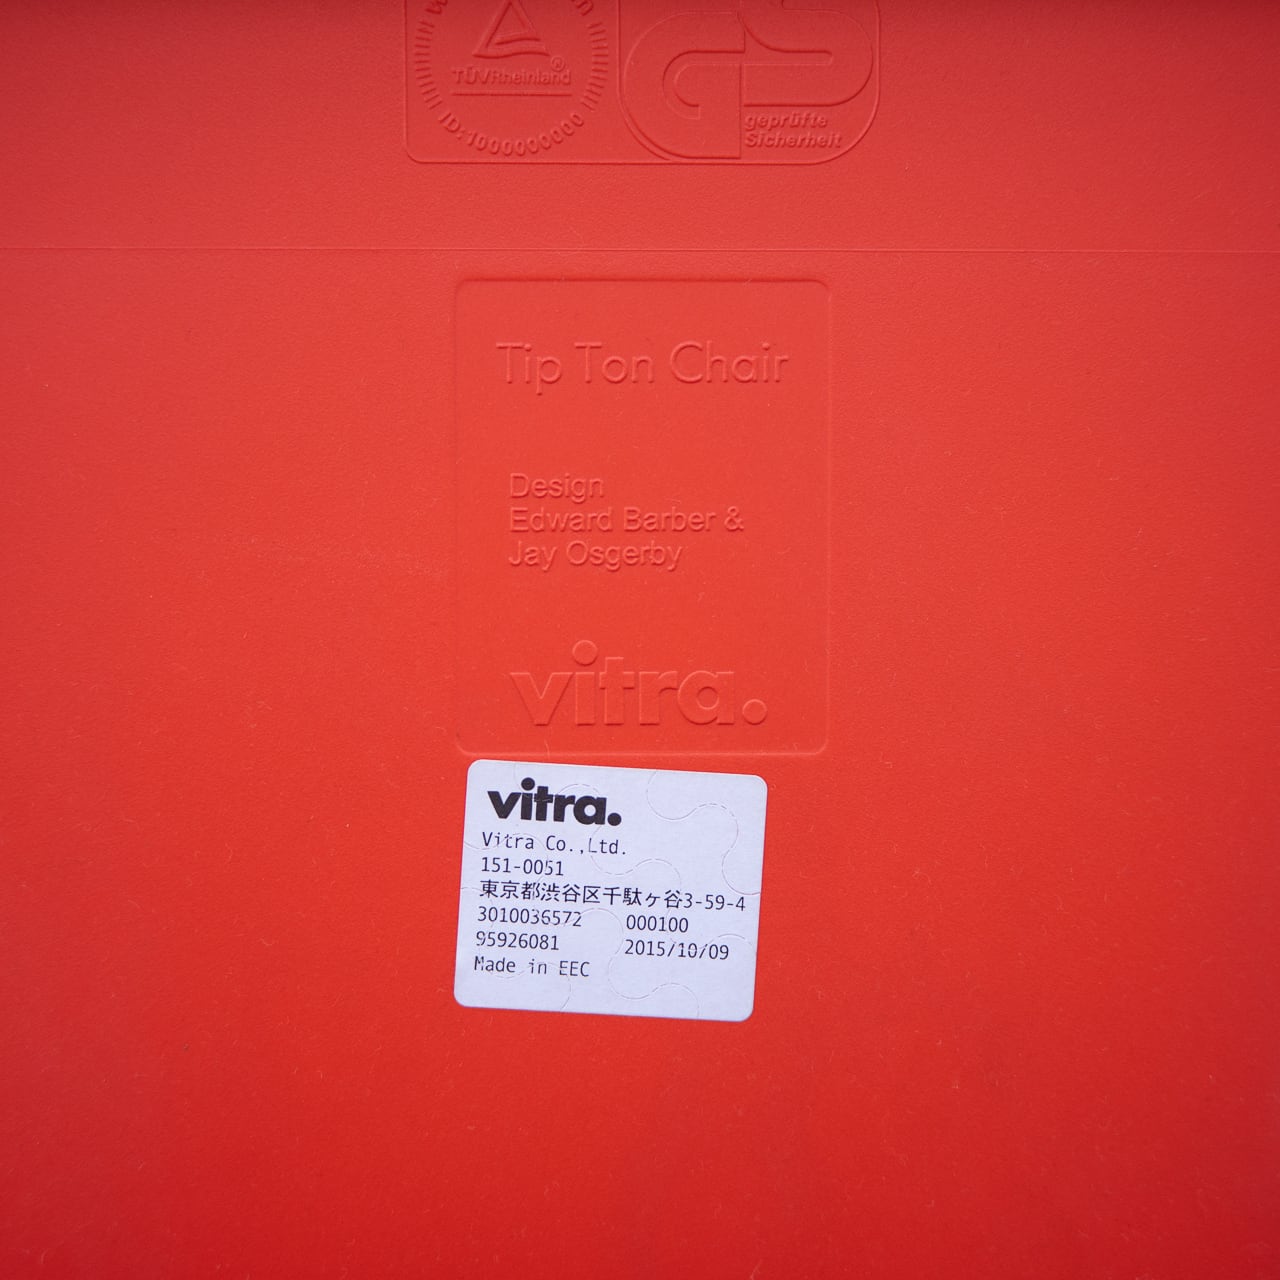 TÜVRheinland®
ID: 1000000000
geprüfte
Sicherheit
Tip Ton Chair
Design
Edward Barber &
Jay Osgerby
vitra.
vitra.
Vitra Co.,Ltd.
151-0051
東京都渋谷区千駄ヶ谷3-59-4
3010036572 000100
95926081 2015/10/09
Made in EEC